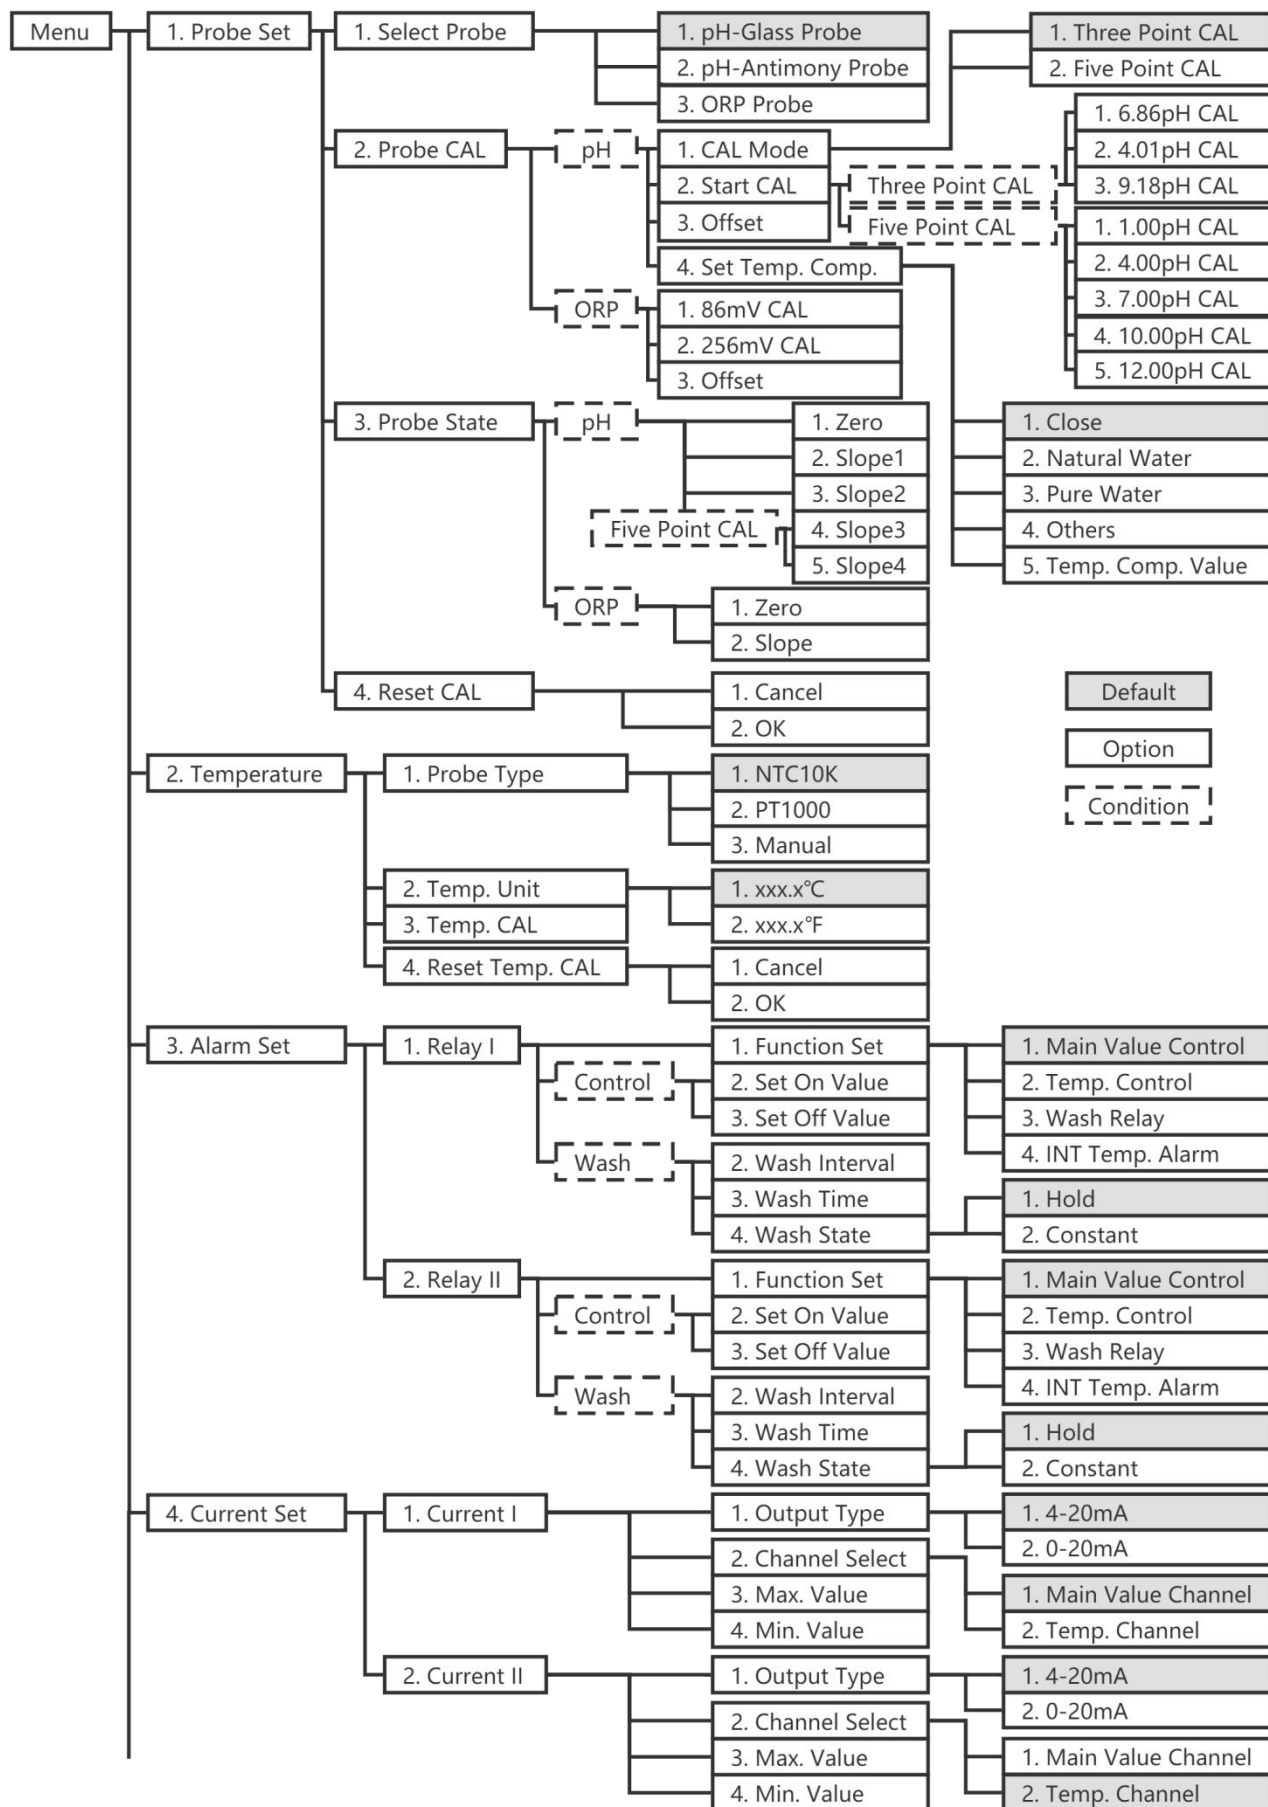 Menu
1. Probe Set
1. Select Probe
1. pH-Glass Probe
2. pH-Antimony Probe
3. ORP Probe
2. Probe CAL
pH
1. CAL Mode
1. Three Point CAL
2. Five Point CAL
2. Start CAL
Three Point CAL
1. 6.86pH CAL
2. 4.01pH CAL
3. 9.18pH CAL
Five Point CAL
1. 1.00pH CAL
2. 4.00pH CAL
3. 7.00pH CAL
4. 10.00pH CAL
5. 12.00pH CAL
3. Offset
4. Set Temp. Comp.
1. Close
2. Natural Water
3. Pure Water
4. Others
5. Temp. Comp. Value
ORP
1. 86mV CAL
2. 256mV CAL
3. Offset
3. Probe State
pH
1. Zero
2. Slope1
3. Slope2
Five Point CAL
4. Slope3
5. Slope4
ORP
1. Zero
2. Slope
4. Reset CAL
1. Cancel
2. OK
Default
Option
Condition
2. Temperature
1. Probe Type
1. NTC10K
2. PT1000
3. Manual
2. Temp. Unit
1. xxx.x°C
2. xxx.x°F
3. Temp. CAL
4. Reset Temp. CAL
1. Cancel
2. OK
3. Alarm Set
1. Relay I
1. Function Set
1. Main Value Control
2. Temp. Control
3. Wash Relay
4. INT Temp. Alarm
Control
2. Set On Value
3. Set Off Value
Wash
2. Wash Interval
3. Wash Time
4. Wash State
1. Hold
2. Constant
2. Relay II
1. Function Set
1. Main Value Control
2. Temp. Control
3. Wash Relay
4. INT Temp. Alarm
Control
2. Set On Value
3. Set Off Value
Wash
2. Wash Interval
3. Wash Time
4. Wash State
1. Hold
2. Constant
4. Current Set
1. Current I
1. Output Type
1. 4-20mA
2. 0-20mA
2. Channel Select
1. Main Value Channel
2. Temp. Channel
3. Max. Value
4. Min. Value
2. Current II
1. Output Type
1. 4-20mA
2. 0-20mA
2. Channel Select
1. Main Value Channel
2. Temp. Channel
3. Max. Value
4. Min. Value